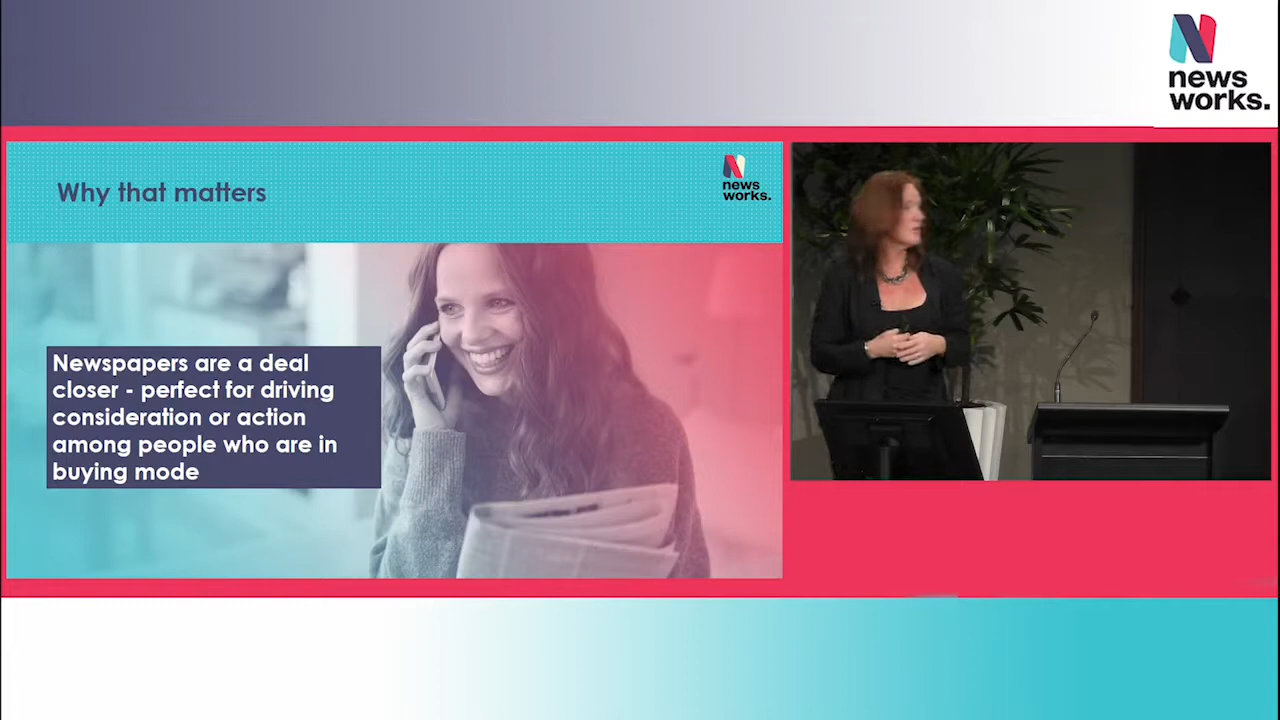 news
works.
Why that matters
news
works.
Newspapers are a deal
closer - perfect for driving
consideration or action
among people who are in
buying mode